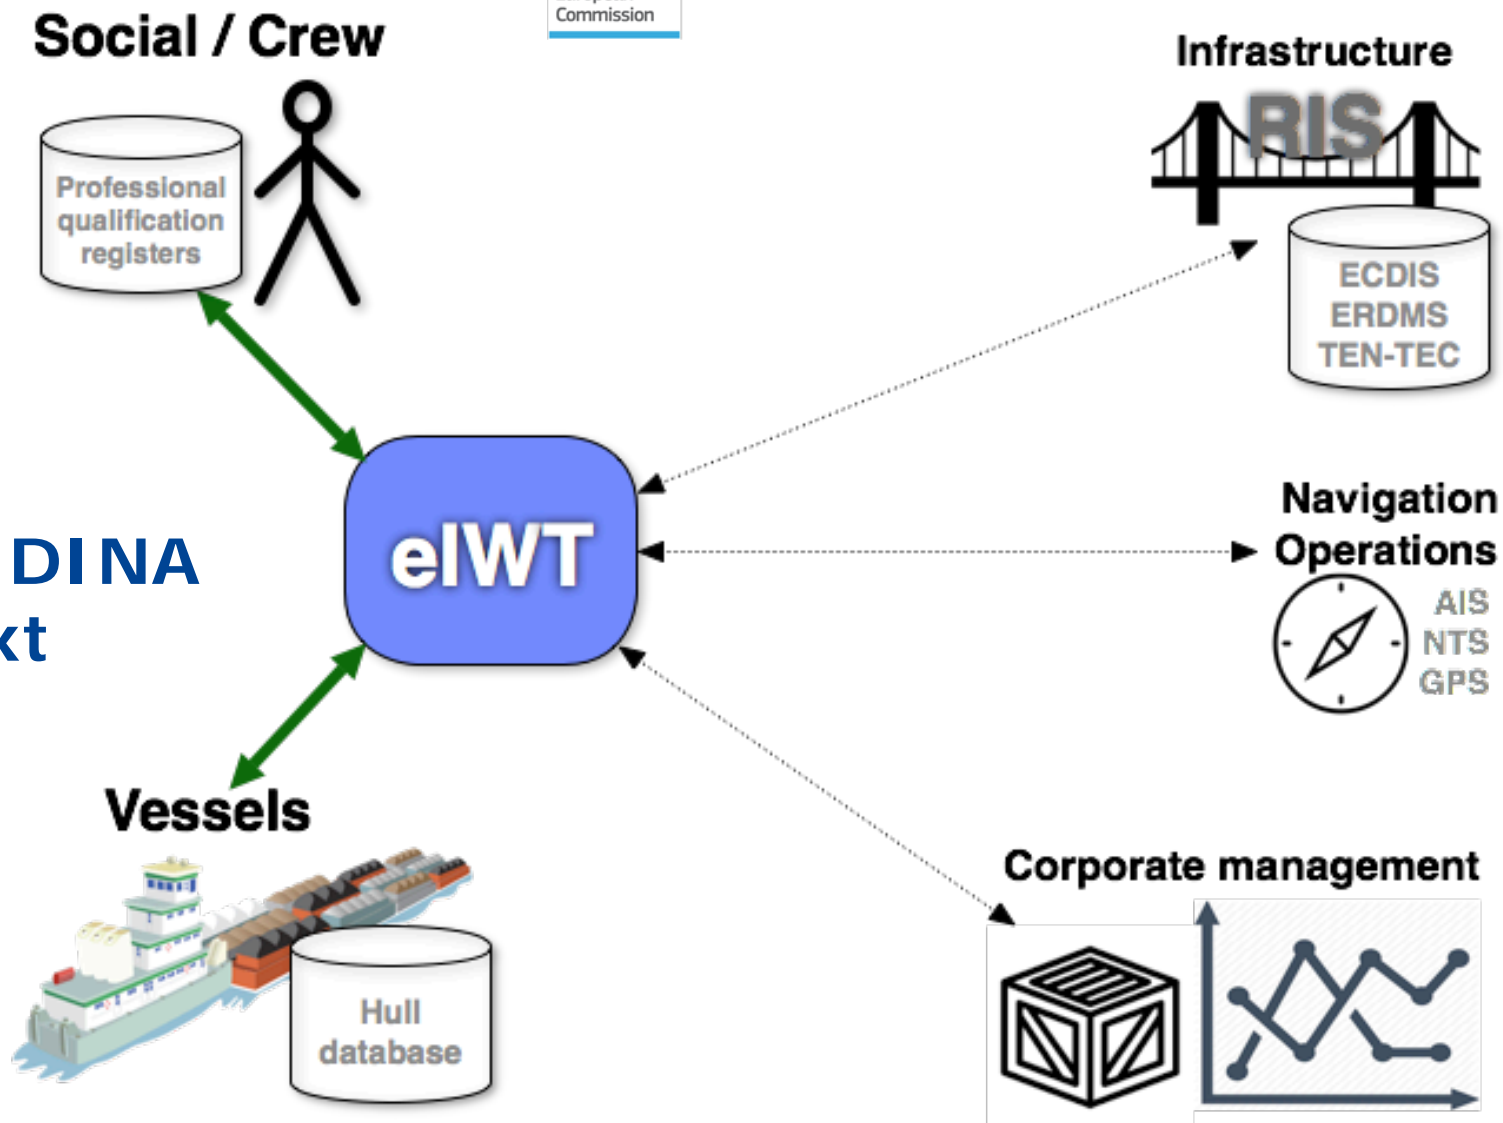 Commission
Social / Crew
Professional
qualification
registers
Infrastructure
RIS
ECDIS
ERDMS
TEN-TEC
eIWT
DINA
xt
Navigation
Operations
AIS
NTS
GPS
Vessels
Hull
database
Corporate management